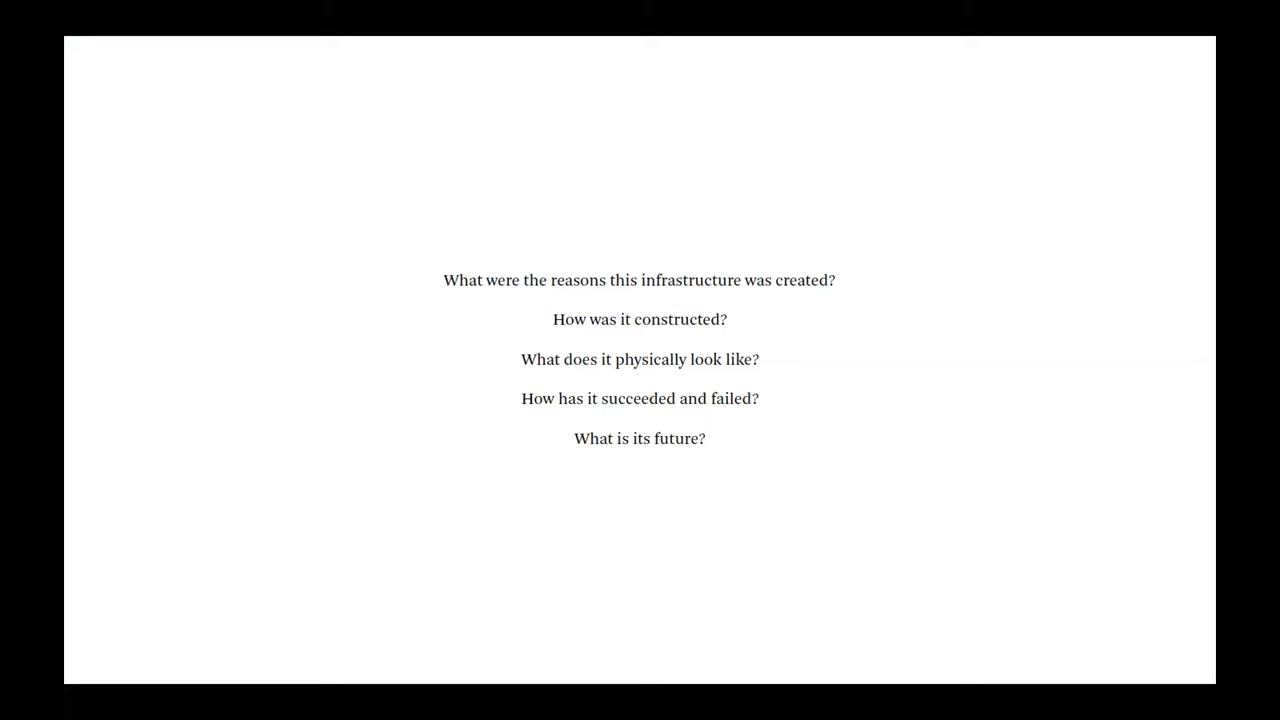 What were the reasons this infrastructure was created?
How was it constructed?
What does it physically look like?
How has it succeeded and failed?
What is its future?